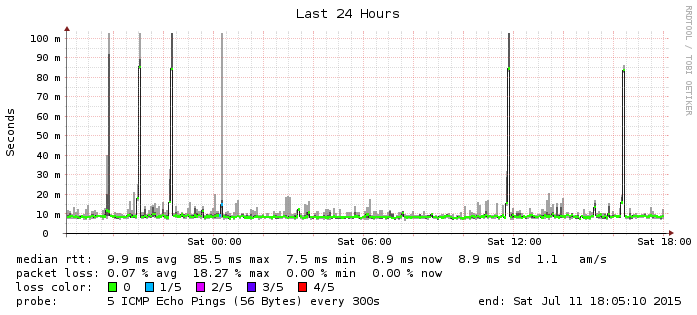 Last 24 Hours
RRDTOOL / TOBI OETIKER
Seconds
100 m
90 m
80 m
70 m
60 m
50 m
40 m
30 m
20 m
10 m
0
Sat 00:00 Sat 06:00 Sat 12:00 Sat 18:00
median rtt: 9.9 ms avg 85.5 ms max 7.5 ms min 8.9 ms now 8.9 ms sd 1.1 am/s
packet loss: 0.07 % avg 18.27 % max 0.00 % min 0.00 % now
loss color: 0 1/5 2/5 3/5 4/5
probe: 5 ICMP Echo Pings (56 Bytes) every 300s end: Sat Jul 11 18:05:10 2015